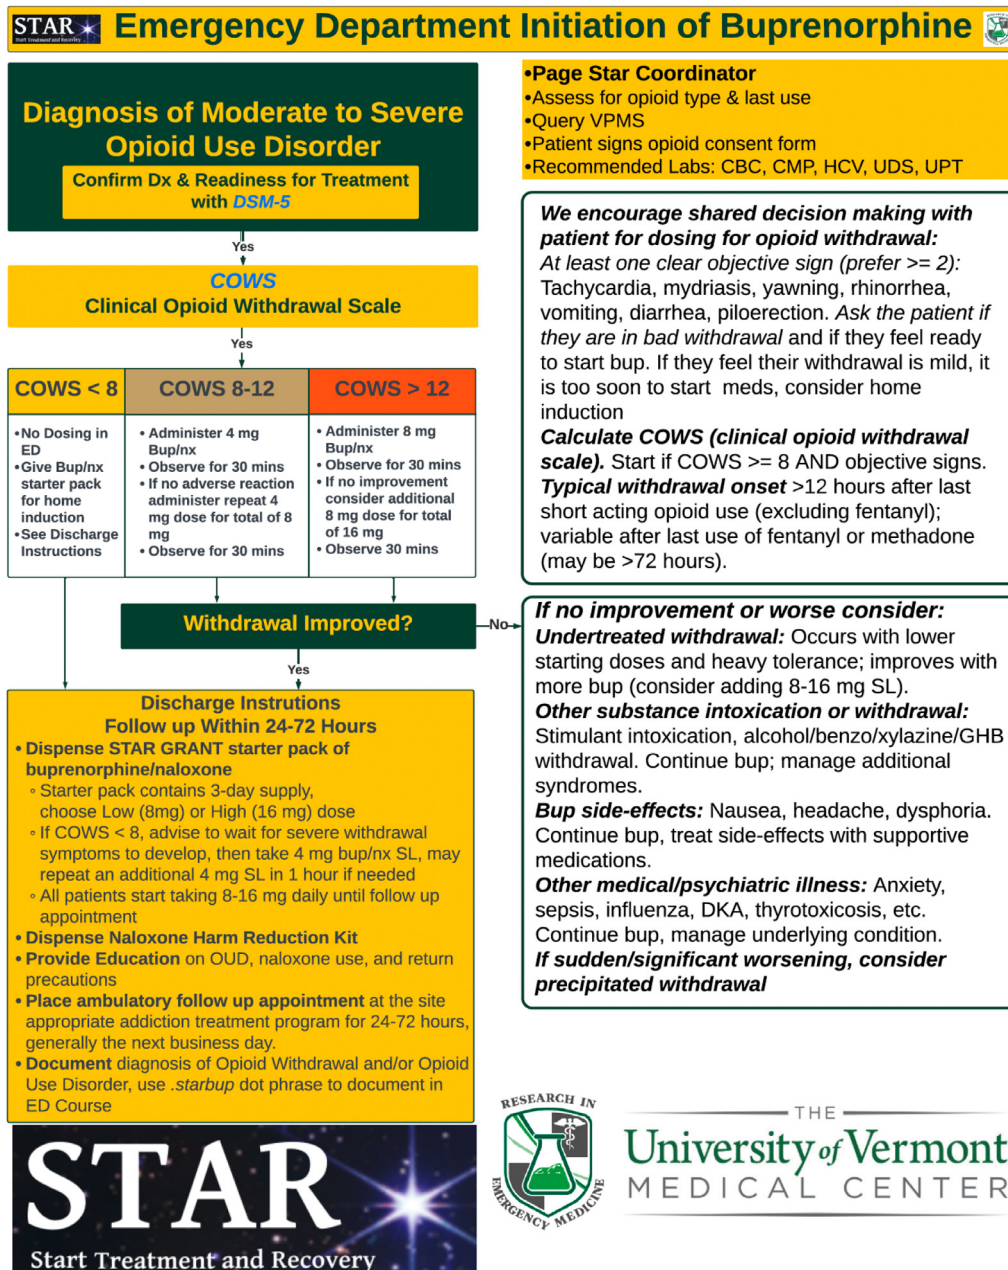 STAR
Start Treatment and Recovery
Emergency Department Initiation of Buprenorphine
Diagnosis of Moderate to Severe
Opioid Use Disorder
Confirm Dx & Readiness for Treatment
with DSM-5
Yes
COWS
Clinical Opioid Withdrawal Scale
Yes
COWS < 8
•No Dosing in
ED
•Give Bup/nx
starter pack
for home
induction
•See Discharge
Instructions
COWS 8-12
• Administer 4 mg
Bup/nx
• Observe for 30 mins
• If no adverse reaction
administer repeat 4
mg dose for total of 8
mg
• Observe for 30 mins
COWS > 12
• Administer 8 mg
Bup/nx
• Observe for 30 mins
• If no improvement
consider additional
8 mg dose for total
of 16 mg
• Observe 30 mins
Withdrawal Improved?
No
Yes
Discharge Instrutions
Follow up Within 24-72 Hours
• Dispense STAR GRANT starter pack of
buprenorphine/naloxone
◦ Starter pack contains 3-day supply,
choose Low (8mg) or High (16 mg) dose
◦ If COWS < 8, advise to wait for severe withdrawal
symptoms to develop, then take 4 mg bup/nx SL, may
repeat an additional 4 mg SL in 1 hour if needed
◦ All patients start taking 8-16 mg daily until follow up
appointment
• Dispense Naloxone Harm Reduction Kit
• Provide Education on OUD, naloxone use, and return
precautions
• Place ambulatory follow up appointment at the site
appropriate addiction treatment program for 24-72 hours,
generally the next business day.
• Document diagnosis of Opioid Withdrawal and/or Opioid
Use Disorder, use .starbup dot phrase to document in
ED Course
STAR
Start Treatment and Recovery
•Page Star Coordinator
•Assess for opioid type & last use
•Query VPMS
•Patient signs opioid consent form
•Recommended Labs: CBC, CMP, HCV, UDS, UPT
We encourage shared decision making with
patient for dosing for opioid withdrawal:
At least one clear objective sign (prefer >= 2):
Tachycardia, mydriasis, yawning, rhinorrhea,
vomiting, diarrhea, piloerection. Ask the patient if
they are in bad withdrawal and if they feel ready
to start bup. If they feel their withdrawal is mild, it
is too soon to start meds, consider home
induction
Calculate COWS (clinical opioid withdrawal
scale). Start if COWS >= 8 AND objective signs.
Typical withdrawal onset >12 hours after last
short acting opioid use (excluding fentanyl);
variable after last use of fentanyl or methadone
(may be >72 hours).
If no improvement or worse consider:
Undertreated withdrawal: Occurs with lower
starting doses and heavy tolerance; improves with
more bup (consider adding 8-16 mg SL).
Other substance intoxication or withdrawal:
Stimulant intoxication, alcohol/benzo/xylazine/GHB
withdrawal. Continue bup; manage additional
syndromes.
Bup side-effects: Nausea, headache, dysphoria.
Continue bup, treat side-effects with supportive
medications.
Other medical/psychiatric illness: Anxiety,
sepsis, influenza, DKA, thyrotoxicosis, etc.
Continue bup, manage underlying condition.
If sudden/significant worsening, consider
precipitated withdrawal
RESEARCH IN
EMERGENCY MEDICINE
THE
University of Vermont
MEDICAL CENTER